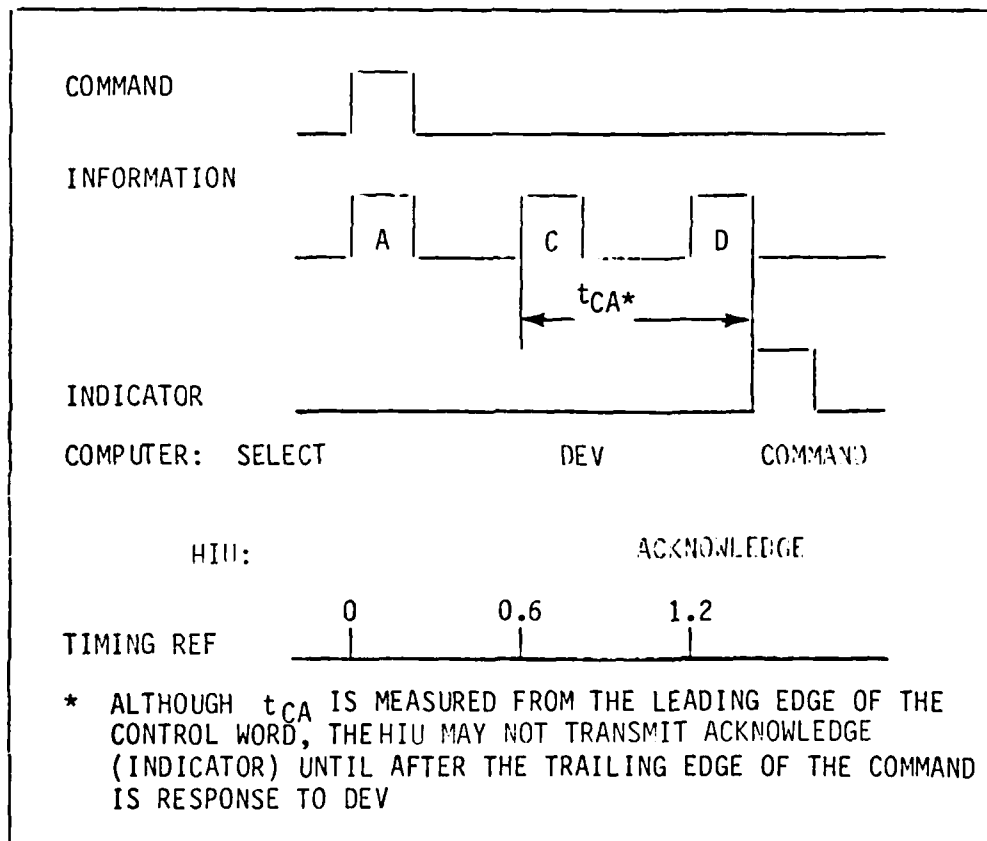 COMMAND
INFORMATION
A C D
tCA*
INDICATOR
COMPUTER: SELECT DEV COMMAND
HIU: ACKNOWLEDGE
0 0.6 1.2
TIMING REF
* ALTHOUGH tCA IS MEASURED FROM THE LEADING EDGE OF THE
CONTROL WORD, THE HIU MAY NOT TRANSMIT ACKNOWLEDGE
(INDICATOR) UNTIL AFTER THE TRAILING EDGE OF THE COMMAND
IS RESPONSE TO DEV